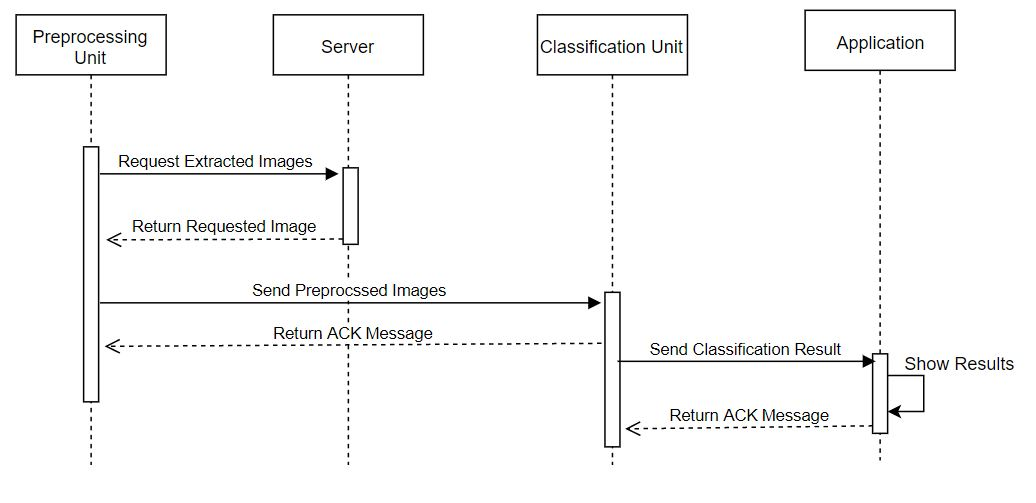 Preprocessing
Unit
Server
Classification Unit
Application
Request Extracted Images
Return Requested Image
Send Preprocssed Images
Return ACK Message
Send Classification Result
Show Results
Return ACK Message